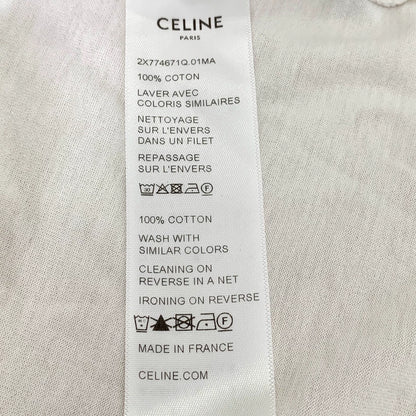 CELINE
PARIS
2X774671Q.01MA
100% COTON
LAVER AVEC
COLORIS SIMILAIRES
NETTOYAGE
SUR L'ENVERS
DANS UN FILET
REPASSAGE
SUR L'ENVERS
100% COTTON
WASH WITH
SIMILAR COLORS
CLEANING ON
REVERSE IN A NET
IRONING ON REVERSE
MADE IN FRANCE
CELINE.COM